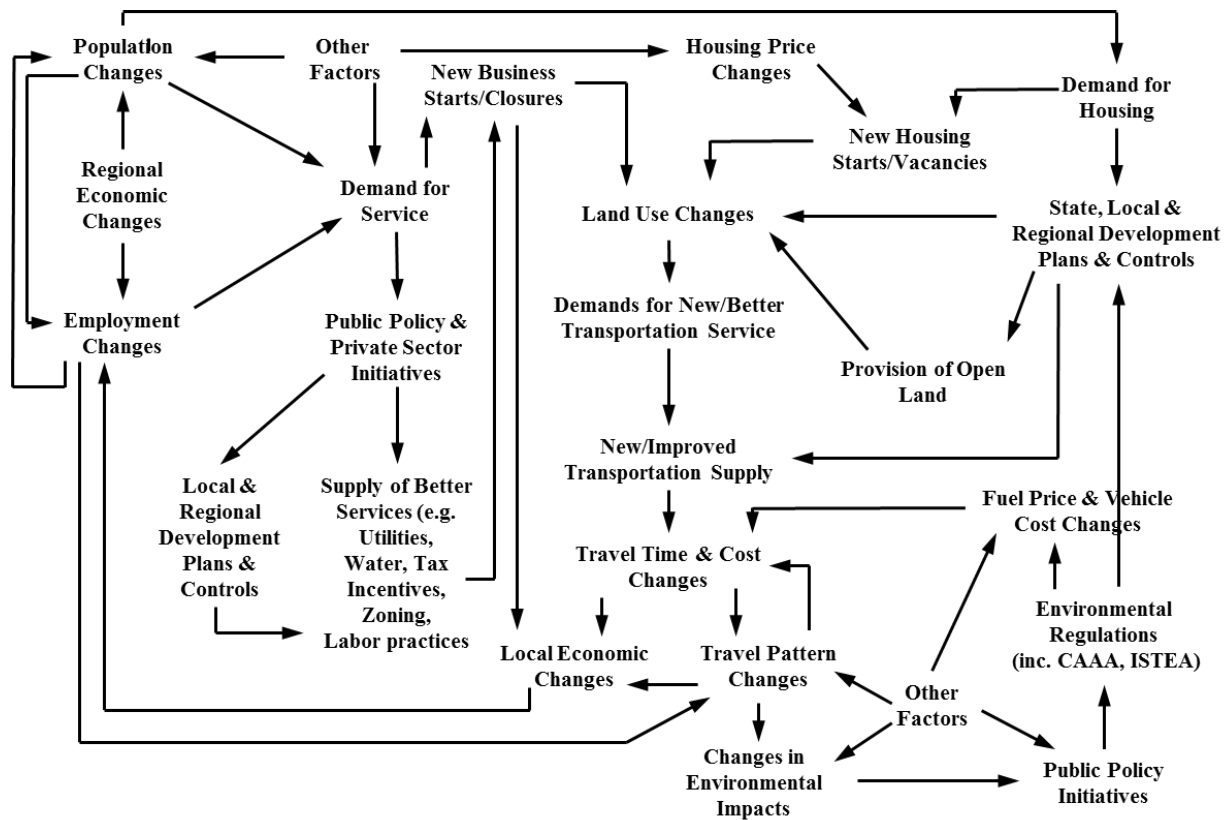 Population
Changes
Other
Factors
New Business
Starts/Closures
Housing Price
Changes
Demand for
Housing
New Housing
Starts/Vacancies
Regional
Economic
Changes
Demand for
Service
Land Use Changes
State, Local &
Regional Development
Plans & Controls
Employment
Changes
Public Policy &
Private Sector
Initiatives
Demands for New/Better
Transportation Service
Provision of Open
Land
New/Improved
Transportation Supply
Local &
Regional
Development
Plans &
Controls
Supply of Better
Services (e.g.
Utilities,
Water, Tax
Incentives,
Zoning,
Labor practices
Fuel Price & Vehicle
Cost Changes
Travel Time & Cost
Changes
Environmental
Regulations
(inc. CAAA, ISTEA)
Local Economic
Changes
Travel Pattern
Changes
Other
Factors
Changes in
Environmental
Impacts
Public Policy
Initiatives